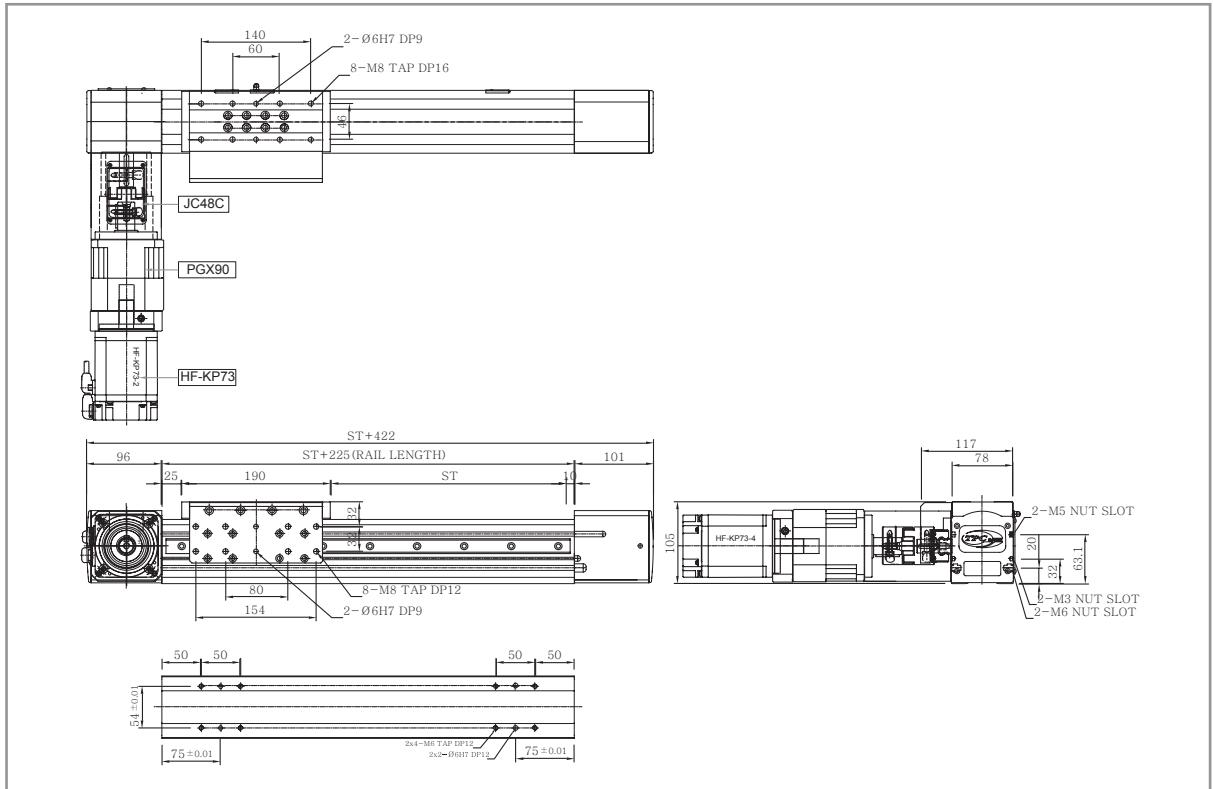 140
60
2-Ø6H7 DP9
8-M8 TAP DP16
46
JC48C
PGX90
HF-KP73-2
HF-KP73
ST+422
96
ST+225(RAIL LENGTH)
101
25
190
ST
10
32
32
80
154
8-M8 TAP DP12
2-Ø6H7 DP9
117
78
105
HF-KP73-4
2-M5 NUT SLOT
20
32
63.1
2-M3 NUT SLOT
2-M6 NUT SLOT
50
50
50
50
54±0.01
75±0.01
75±0.01
2x4-M6 TAP DP12
2x2-Ø6H7 DP12